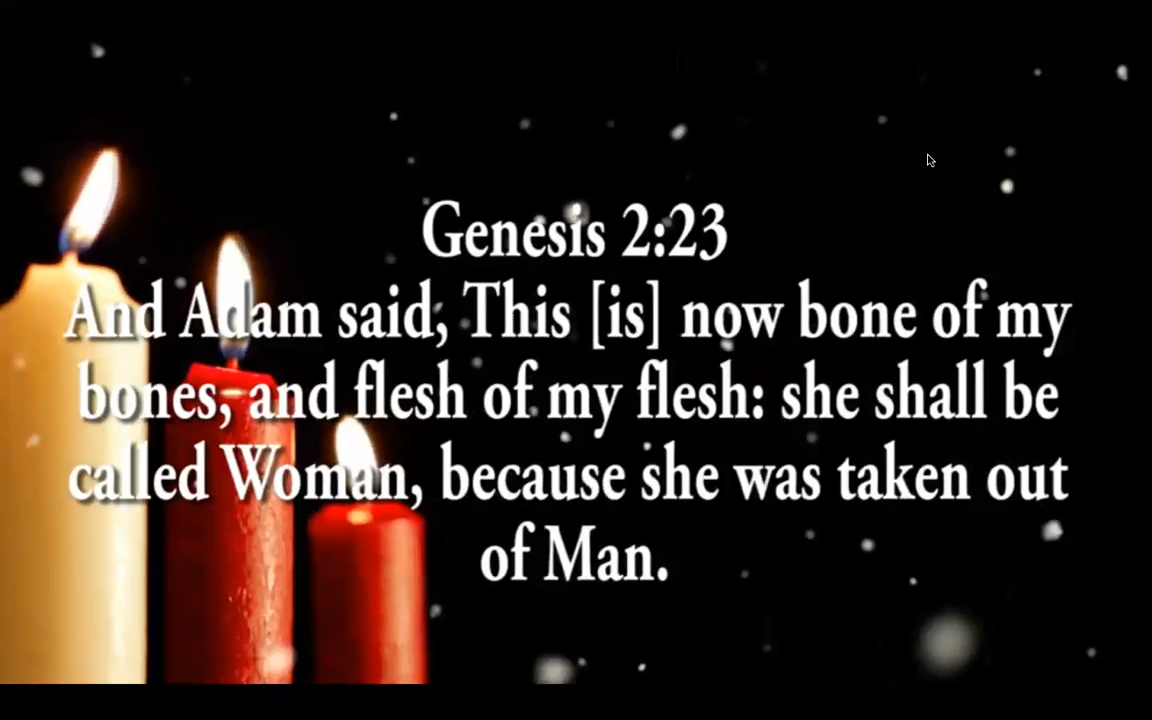 Genesis 2:23
And Adam said, This [is] now bone of my
bones, and flesh of my flesh: she shall be
called Woman, because she was taken out
of Man.